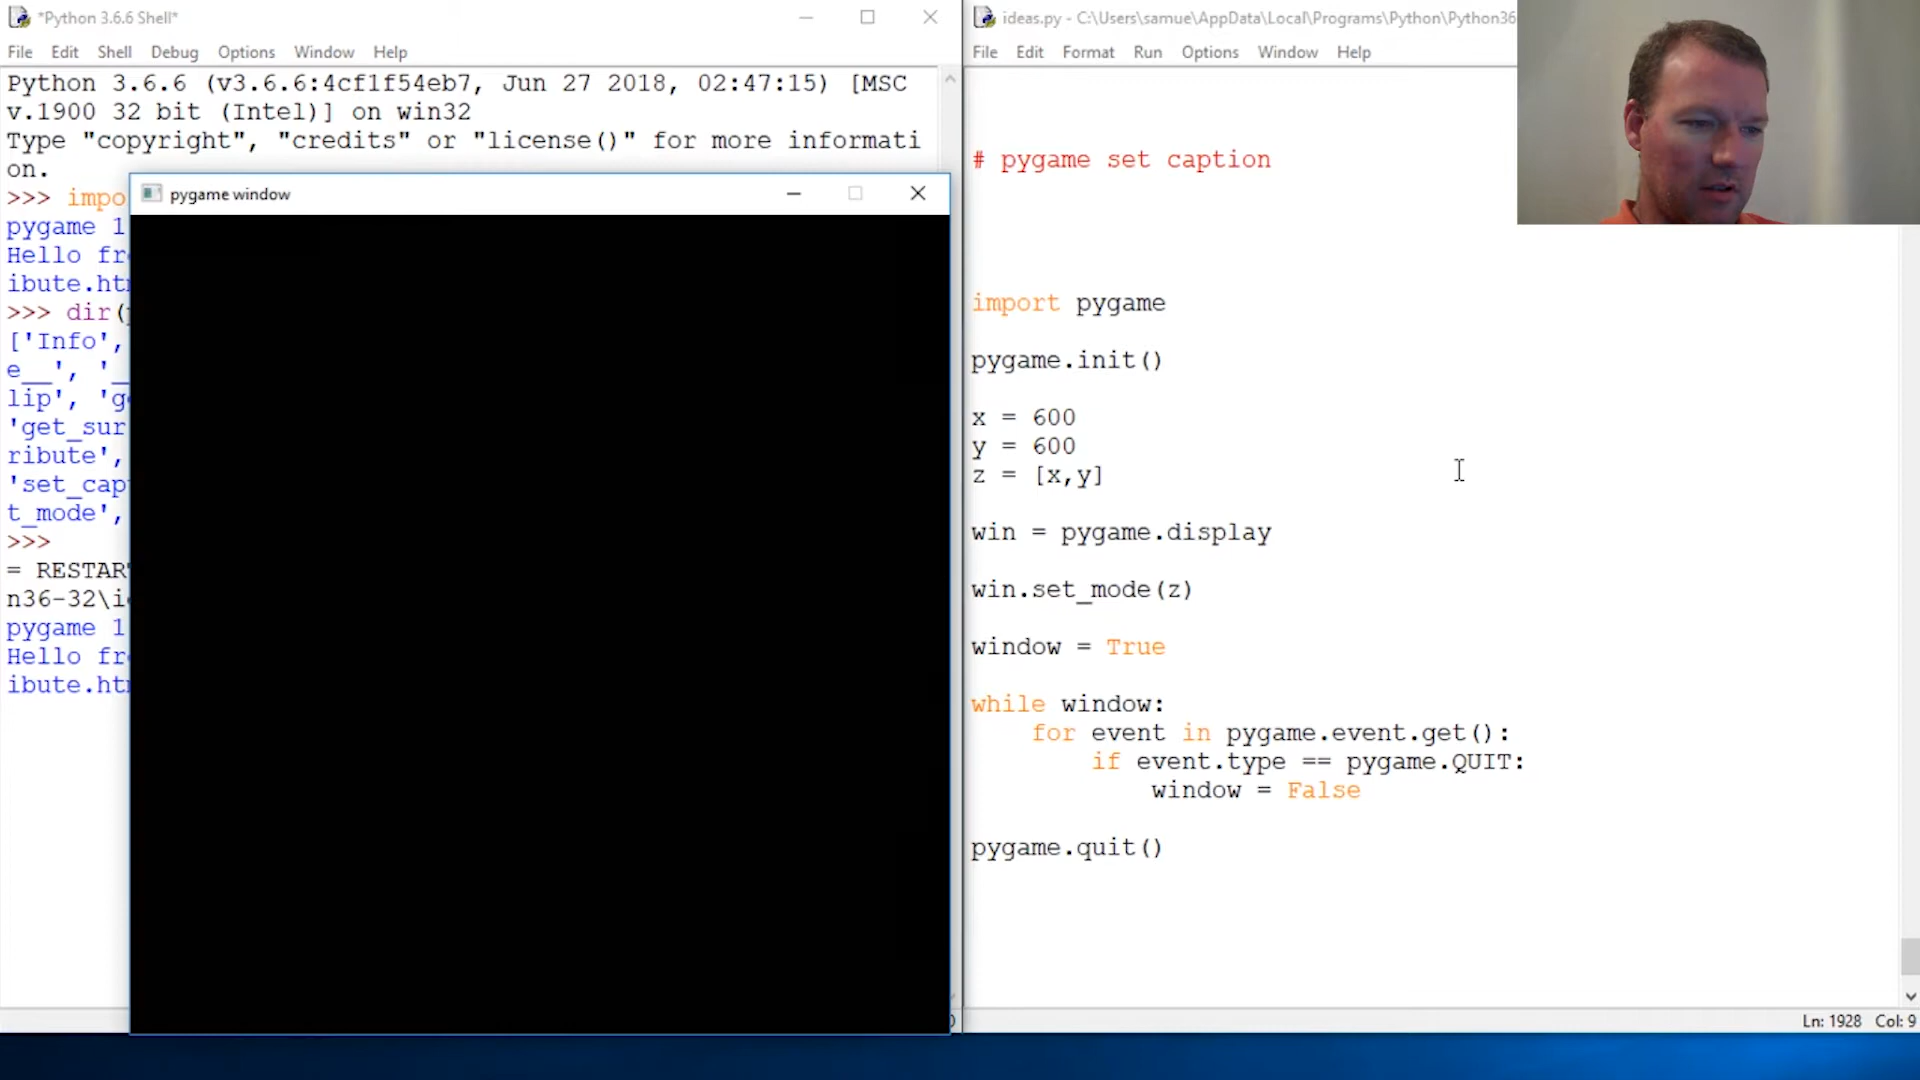 *Python 3.6.6 Shell*
File Edit Shell Debug Options Window Help
Python 3.6.6 (v3.6.6:4cf1f54eb7, Jun 27 2018, 02:47:15) [MSC
v.1900 32 bit (Intel)] on win32
Type "copyright", "credits" or "license()" for more informati
on.
>>> impo
pygame 1
Hello fr
ibute.ht
>>> dir(
['Info',
e__', '_
lip', 'g
'get_sur
ribute',
'set_cap
t_mode',
>>>
= RESTAR
n36-32\i
pygame 1
Hello fr
ibute.ht
pygame window
ideas.py - C:\Users\samue\AppData\Local\Programs\Python\Python36
File Edit Format Run Options Window Help
# pygame set caption
import pygame
pygame.init()
x = 600
y = 600
z = [x,y]
win = pygame.display
win.set_mode(z)
window = True
while window:
    for event in pygame.event.get():
        if event.type == pygame.QUIT:
            window = False
pygame.quit()
Ln: 1928 Col: 9